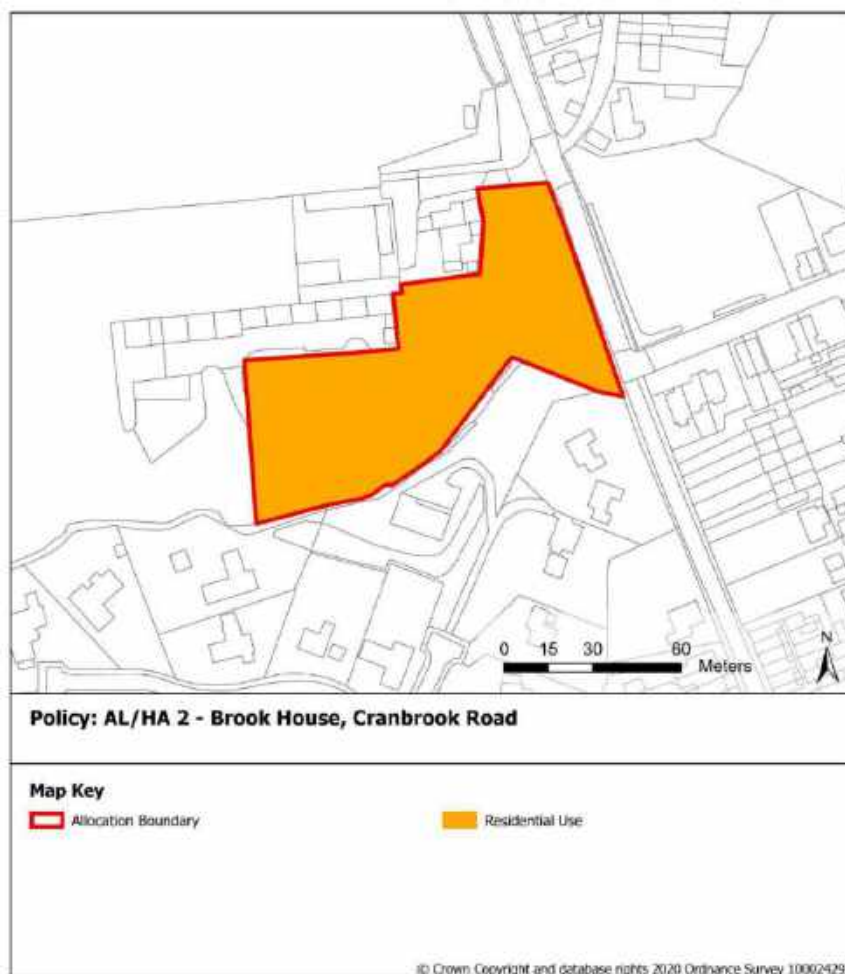 N
0 15 30 60
Meters
Policy: AL/HA 2 - Brook House, Cranbrook Road
Map Key
Allocation Boundary Residential Use
© Crown Copyright and database rights 2020 Ordnance Survey 10002429